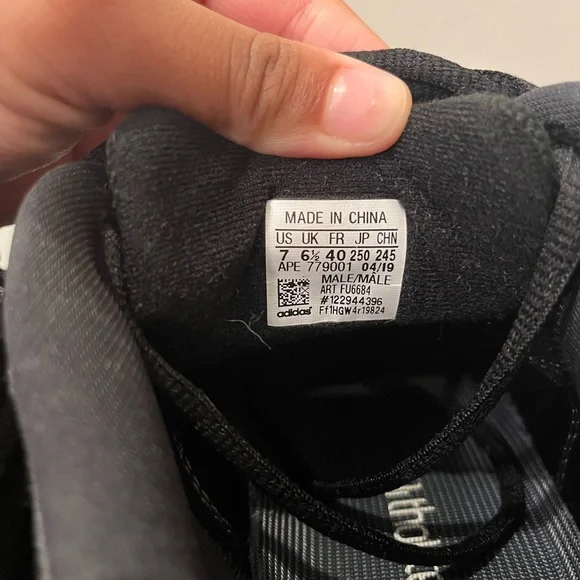 MADE IN CHINA
US UK FR JP CHN
7 6½ 40 250 245
APE 779001 04/19
MALE/MÂLE
ART FU6684
#122944396
adidas Ff1HGW4r19824